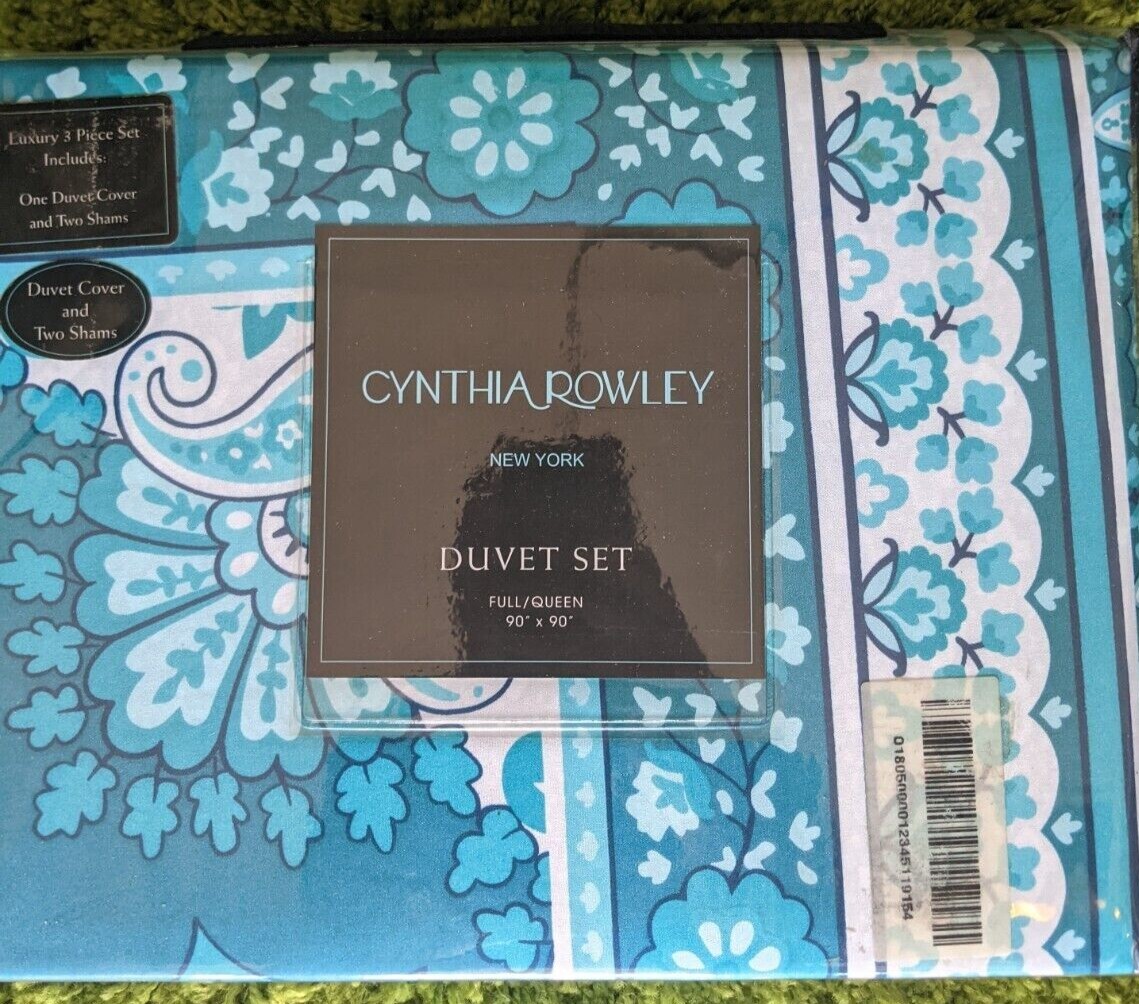 Luxury 3 Piece Set
Includes:
One Duvet Cover
and Two Shams
Duvet Cover
and
Two Shams
CYNTHIA ROWLEY
NEW YORK
DUVET SET
FULL/QUEEN
90" x 90"
01805000012345119154